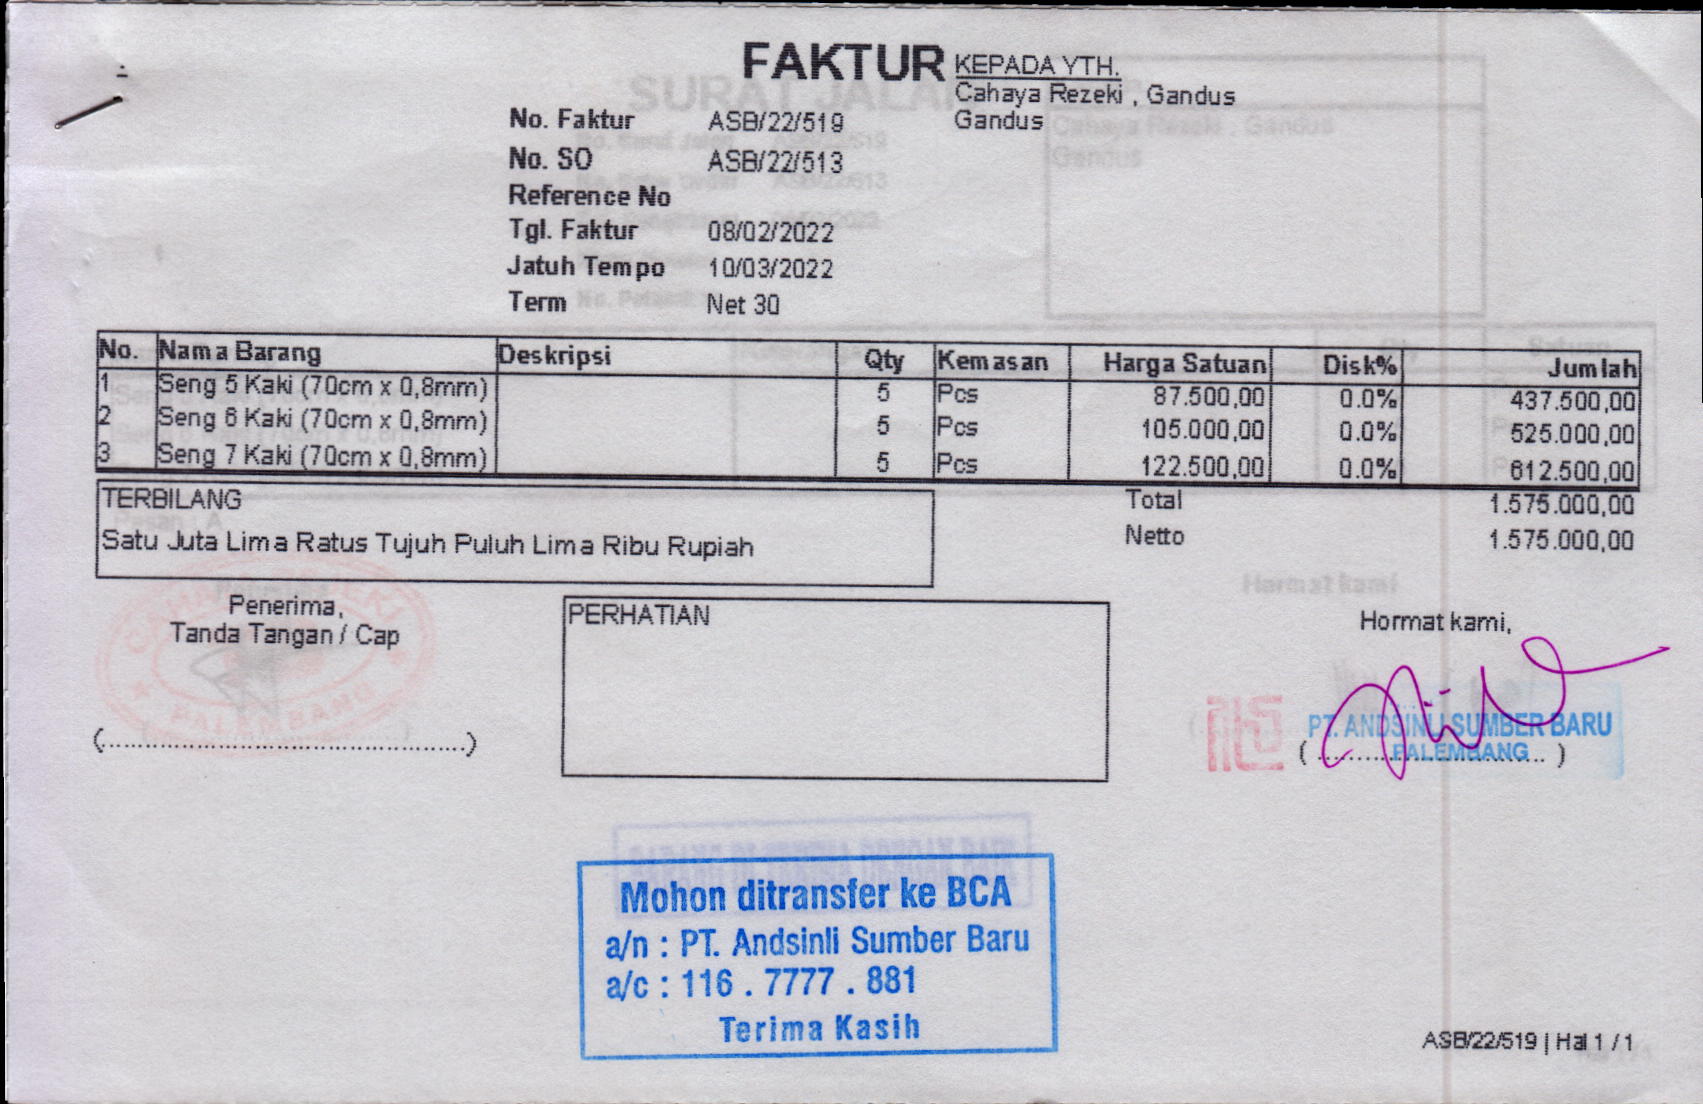 FAKTUR
KEPADA YTH.
Cahaya Rezeki , Gandus
Gandus
No. Faktur ASB/22/519
No. SO ASB/22/513
Reference No
Tgl. Faktur 08/02/2022
Jatuh Tempo 10/03/2022
Term Net 30
No. Nama Barang Deskripsi Qty Kemasan Harga Satuan Disk% Jumlah
1 Seng 5 Kaki (70cm x 0,8mm) 5 Pcs 87.500,00 0.0% 437.500,00
2 Seng 6 Kaki (70cm x 0,8mm) 5 Pcs 105.000,00 0.0% 525.000,00
3 Seng 7 Kaki (70cm x 0,8mm) 5 Pcs 122.500,00 0.0% 612.500,00
TERBILANG
Satu Juta Lima Ratus Tujuh Puluh Lima Ribu Rupiah
Total 1.575.000,00
Netto 1.575.000,00
Penerima,
Tanda Tangan / Cap
PERHATIAN
Hormat kami,
PT. ANDSINLI SUMBER BARU
PALEMBANG
Mohon ditransfer ke BCA
a/n : PT. Andsinli Sumber Baru
a/c : 116 . 7777 . 881
Terima Kasih
ASB/22/519 | Hal 1 / 1